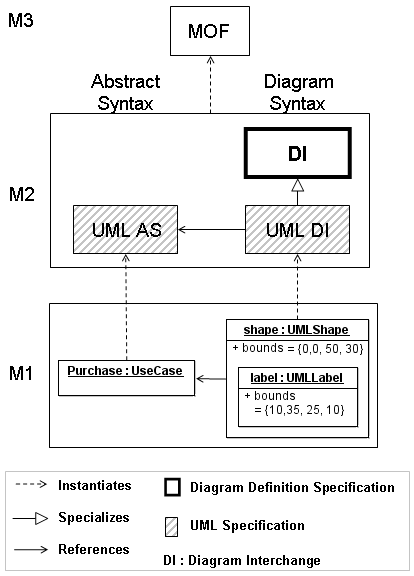 M3
MOF
Abstract
Syntax
Diagram
Syntax
M2
DI
UML AS
UML DI
M1
shape : UMLShape
+ bounds = {0,0, 50, 30}
Purchase : UseCase
label : UMLLabel
+ bounds
= {10,35, 25, 10}
Instantiates
Diagram Definition Specification
Specializes
UML Specification
References
DI : Diagram Interchange